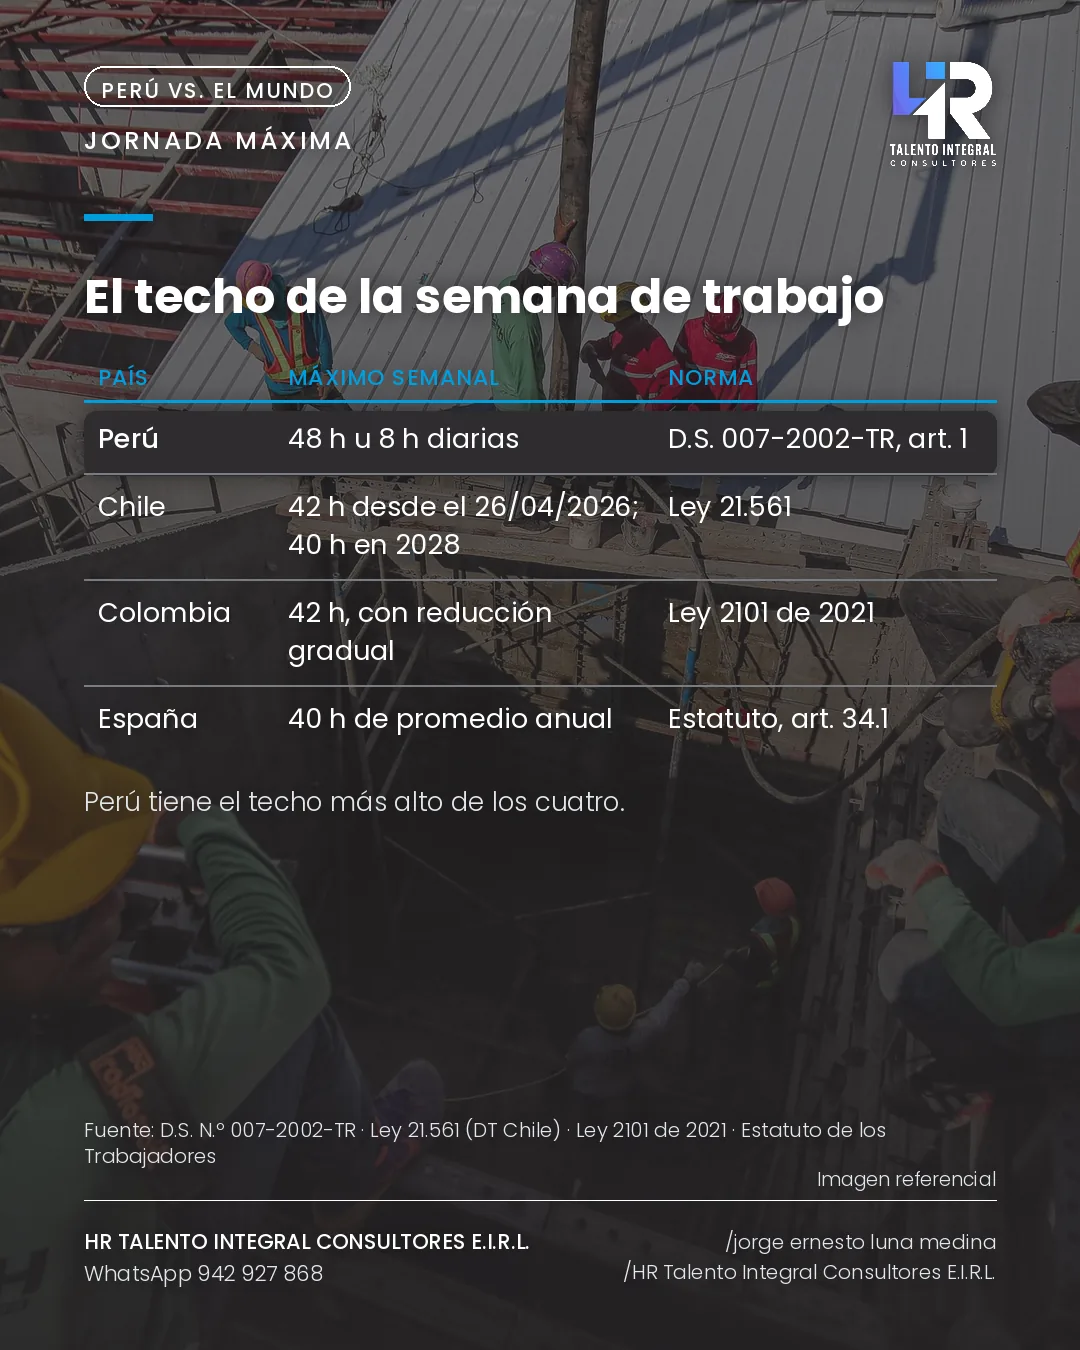 PERÚ VS. EL MUNDO
JORNADA MÁXIMA
HR
TALENTO INTEGRAL
CONSULTORES
El techo de la semana de trabajo
PAÍS MÁXIMO SEMANAL NORMA
Perú 48 h u 8 h diarias D.S. 007-2002-TR, art. 1
Chile 42 h desde el 26/04/2026; Ley 21.561
40 h en 2028
Colombia 42 h, con reducción Ley 2101 de 2021
gradual
España 40 h de promedio anual Estatuto, art. 34.1
Perú tiene el techo más alto de los cuatro.
Fuente: D.S. N.º 007-2002-TR · Ley 21.561 (DT Chile) · Ley 2101 de 2021 · Estatuto de los
Trabajadores
Imagen referencial
HR TALENTO INTEGRAL CONSULTORES E.I.R.L.
WhatsApp 942 927 868
/jorge ernesto luna medina
/HR Talento Integral Consultores E.I.R.L.